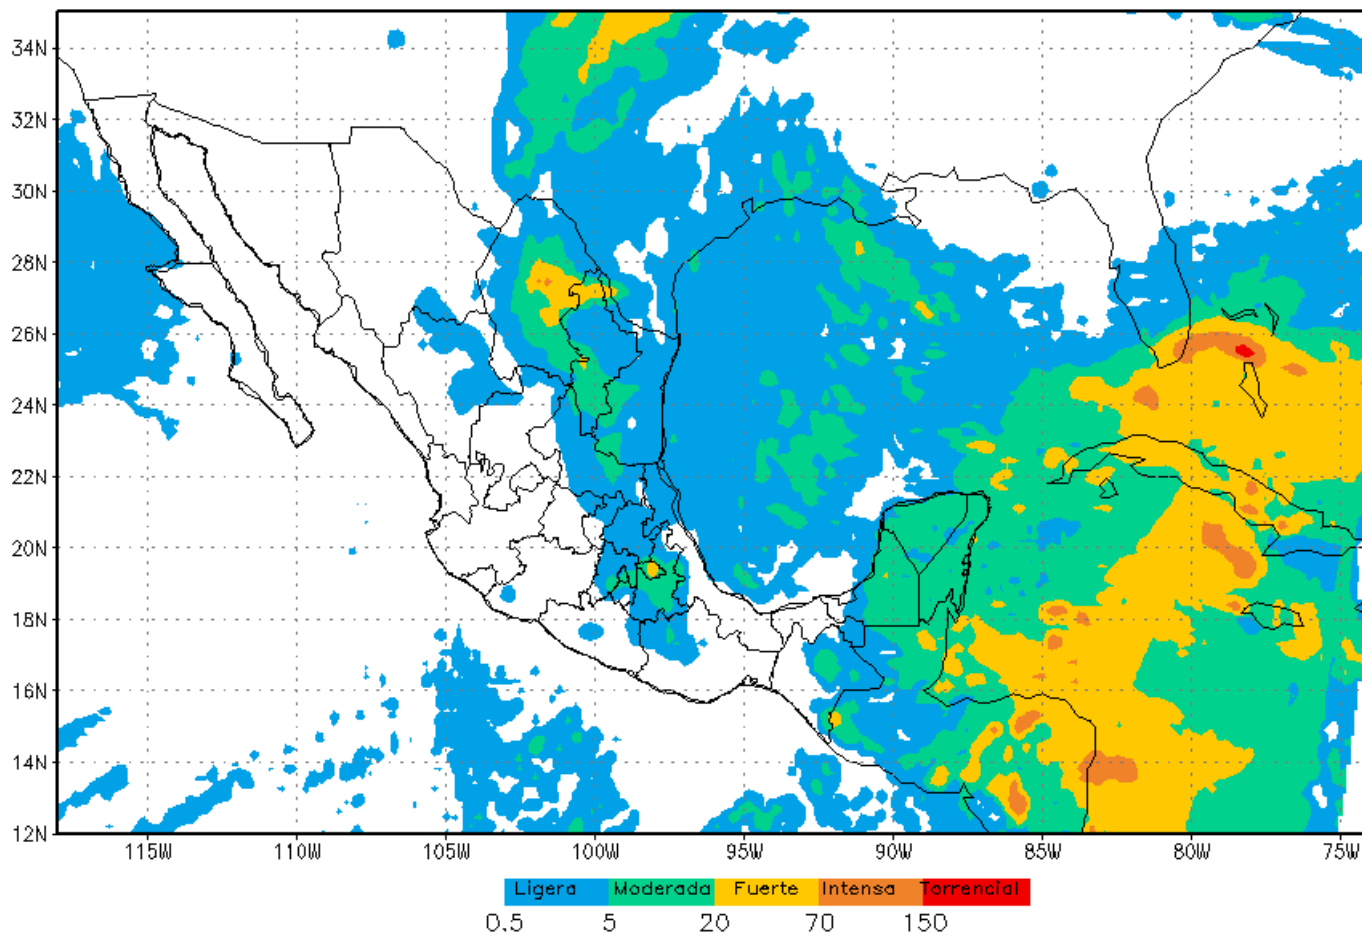 34N
32N
30N
28N
26N
24N
22N
20N
18N
16N
14N
12N
115W 110W 105W 100W 95W 90W 85W 80W 75W
Ligera Moderada Fuerte Intensa Torrencial
0.5 5 20 70 150